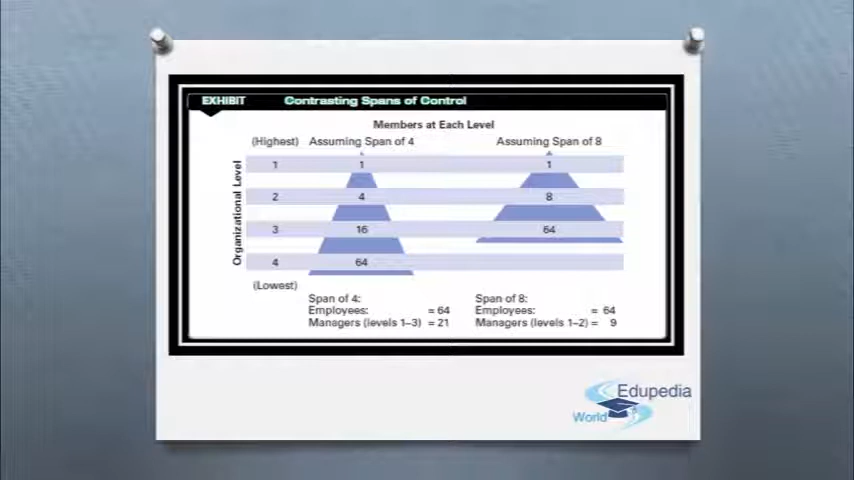 EXHIBIT Contrasting Spans of Control
Members at Each Level
(Highest) Assuming Span of 4 Assuming Span of 8
Organizational Level
1 1 1
2 4 8
3 16 64
4 64
(Lowest)
Span of 4: Span of 8:
Employees: = 64 Employees: = 64
Managers (levels 1–3) = 21 Managers (levels 1–2) = 9
Edupedia
World